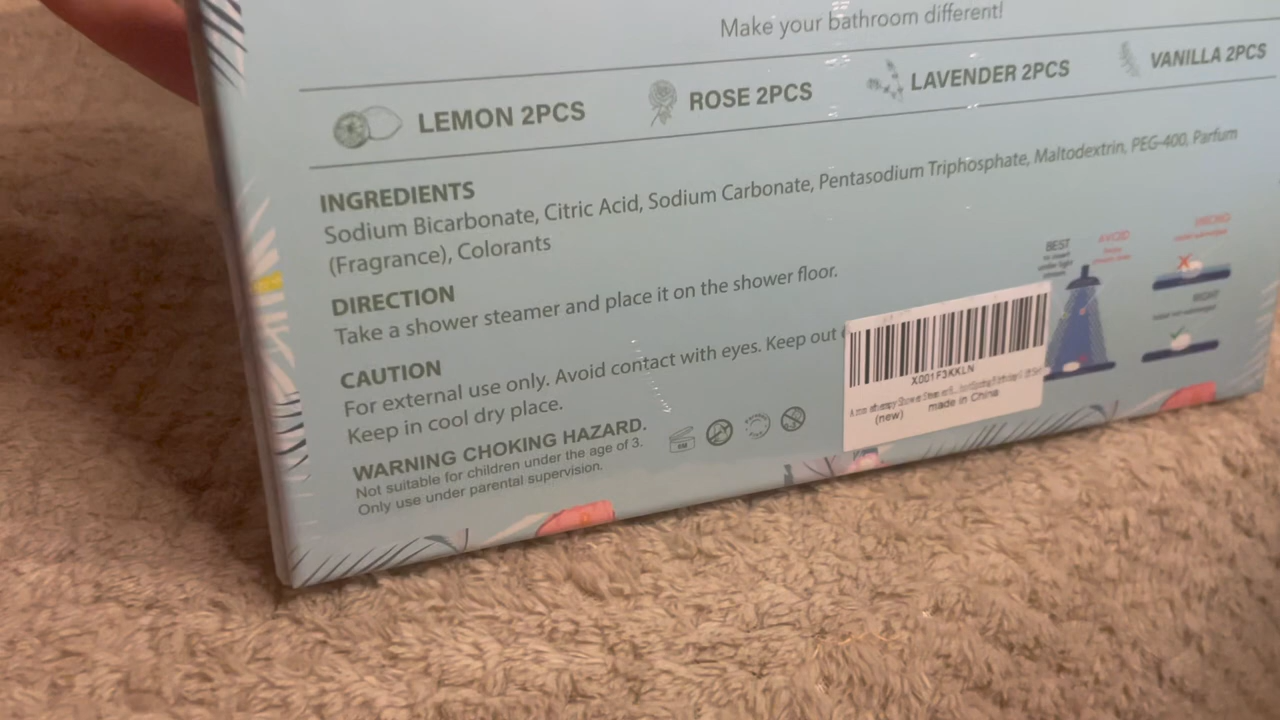 Make your bathroom different!
LEMON 2PCS
ROSE 2PCS
LAVENDER 2PCS
VANILLA 2PCS
INGREDIENTS
Sodium Bicarbonate, Citric Acid, Sodium Carbonate, Pentasodium Triphosphate, Maltodextrin, PEG-400, Parfum
(Fragrance), Colorants
DIRECTION
Take a shower steamer and place it on the shower floor.
CAUTION
For external use only. Avoid contact with eyes. Keep out
Keep in cool dry place.
WARNING CHOKING HAZARD.
Not suitable for children under the age of 3.
Only use under parental supervision.
X001F3KKLN
(new) made in China
BEST
AVOID
WRONG
RIGHT